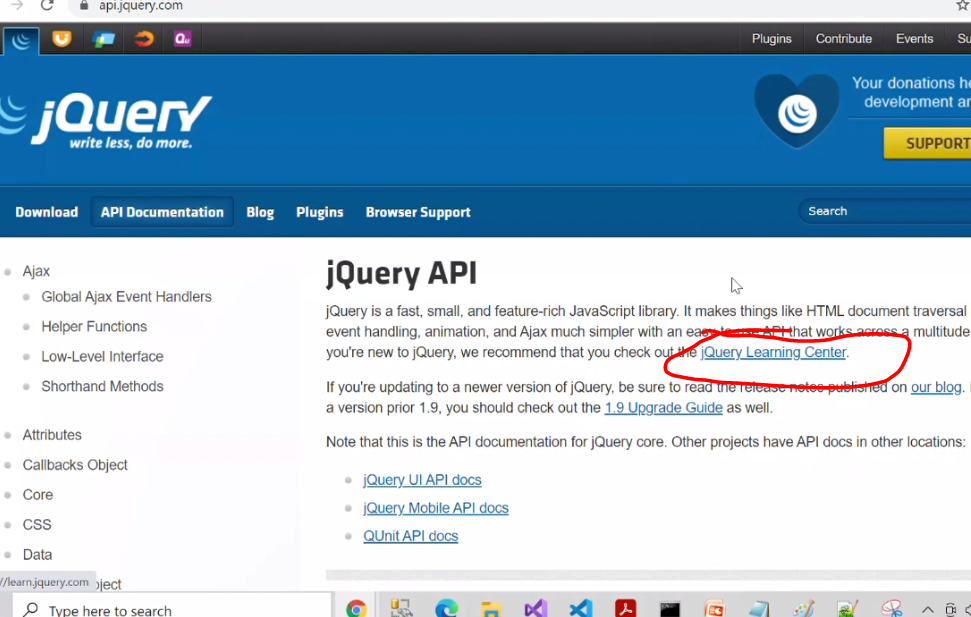 api.jquery.com
Plugins Contribute Events Su
jQuery
write less, do more.
Your donations he
development an
SUPPORT
Download API Documentation Blog Plugins Browser Support
Search
Ajax
Global Ajax Event Handlers
Helper Functions
Low-Level Interface
Shorthand Methods
Attributes
Callbacks Object
Core
CSS
Data
jQuery API
jQuery is a fast, small, and feature-rich JavaScript library. It makes things like HTML document traversal
event handling, animation, and Ajax much simpler with an easy-to-use API that works across a multitude
you're new to jQuery, we recommend that you check out the jQuery Learning Center.
If you're updating to a newer version of jQuery, be sure to read the release notes published on our blog.
a version prior 1.9, you should check out the 1.9 Upgrade Guide as well.
Note that this is the API documentation for jQuery core. Other projects have API docs in other locations:
jQuery UI API docs
jQuery Mobile API docs
QUnit API docs
//learn.jquery.com bject
Type here to search